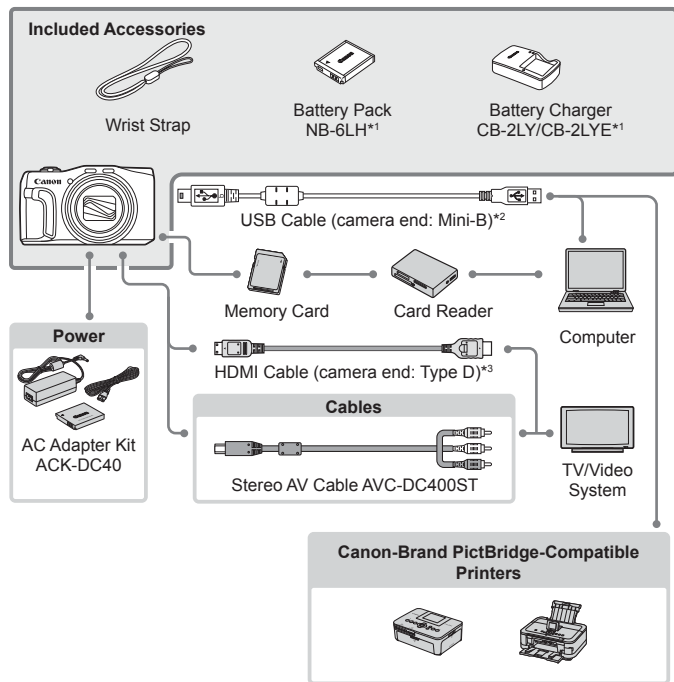 Included Accessories
Wrist Strap
Battery Pack
NB-6LH*1
Battery Charger
CB-2LY/CB-2LYE*1
Canon
USB Cable (camera end: Mini-B)*2
Memory Card
Card Reader
Computer
Power
AC Adapter Kit
ACK-DC40
HDMI Cable (camera end: Type D)*3
Cables
Stereo AV Cable AVC-DC400ST
TV/Video
System
Canon-Brand PictBridge-Compatible
Printers